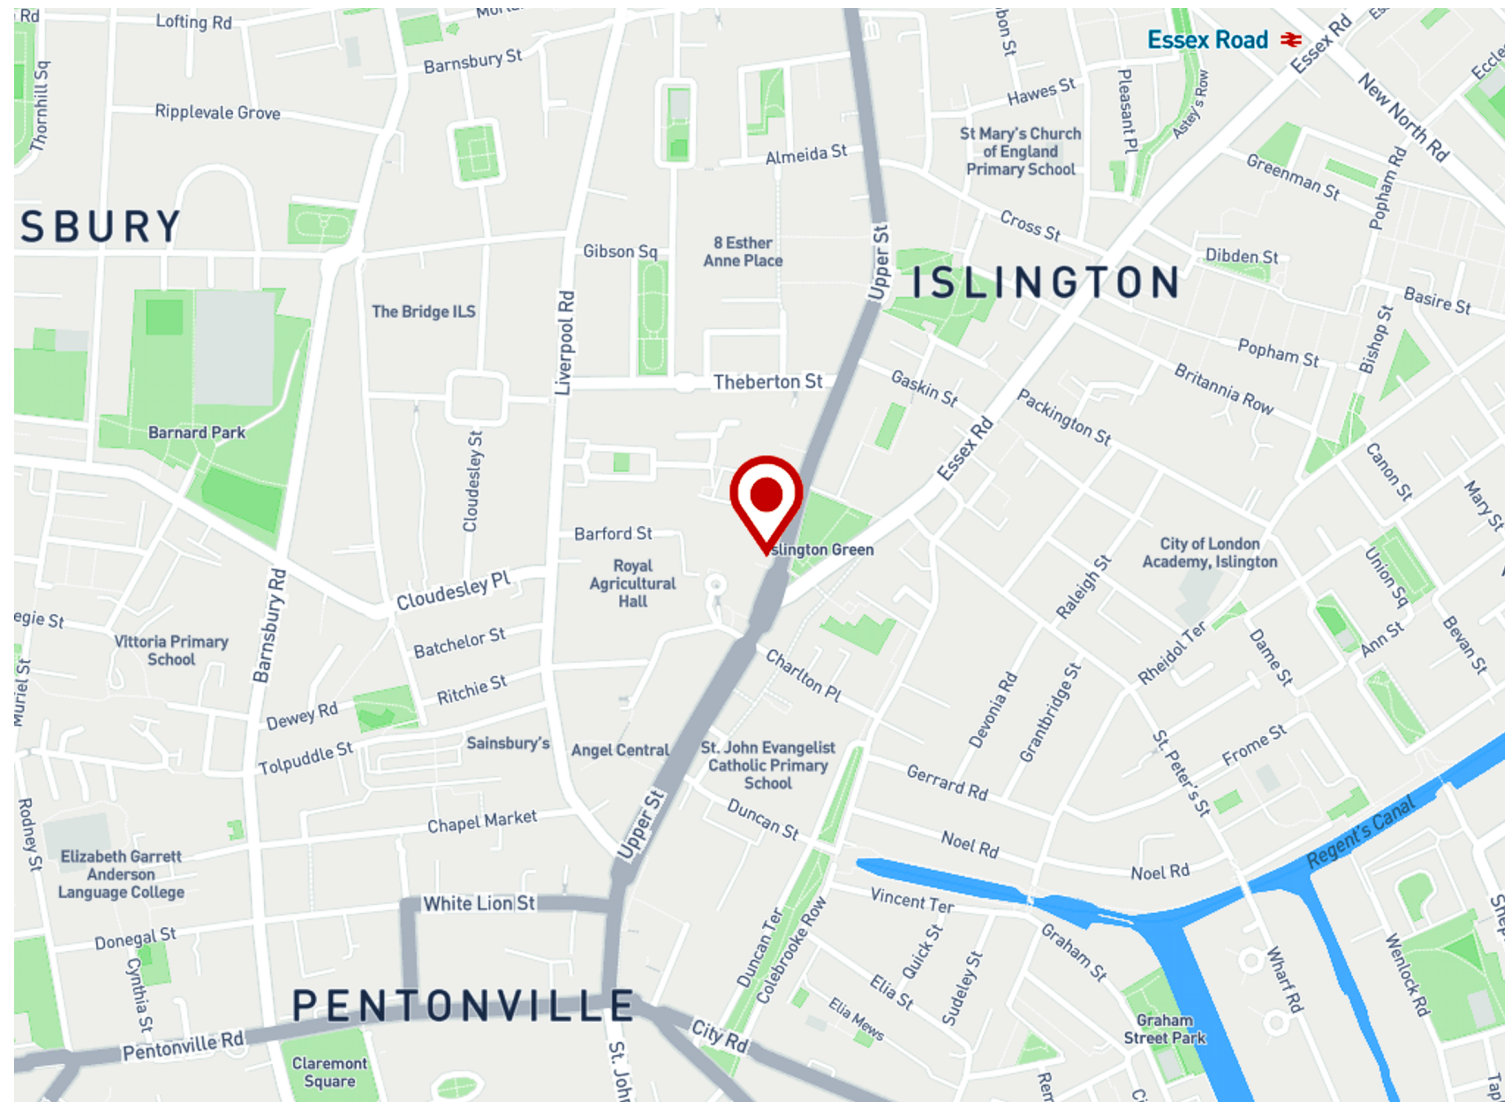 Rd
Lofting Rd
Essex Road
Essex Rd
Barnsbury St
Thornhill Sq
Ripplevale Grove
Hawes St
Pleasant Pl
Astey's Row
New North Rd
St Mary's Church
of England
Primary School
Almeida St
Greenman St
Popham Rd
SBURY
Cross St
Gibson Sq
8 Esther
Anne Place
Upper St
Dibden St
ISLINGTON
The Bridge ILS
Liverpool Rd
Basire St
Bishop St
Popham St
Theberton St
Gaskin St
Britannia Row
Packington St
Barnard Park
Cloudesley St
Essex Rd
Canon St
Mary St
Barford St
slington Green
City of London
Academy, Islington
Royal
Agricultural
Hall
Union Sq
Raleigh St
Cloudesley Pl
Barnsbury Rd
egie St
Vittoria Primary
School
Batchelor St
Rheidol Ter
Dame St
Ann St
Bevan St
Muriel St
Charlton Pl
Ritchie St
Dewey Rd
Devonia Rd
Grantbridge St
Tolpuddle St
Sainsbury's
Angel Central
St. John Evangelist
Catholic Primary
School
St. Peter's St
Frome St
Gerrard Rd
Rodney St
Chapel Market
Upper St
Duncan St
Noel Rd
Regent's Canal
Elizabeth Garrett
Anderson
Language College
Noel Rd
White Lion St
Vincent Ter
Donegal St
Duncan Ter
Colebrooke Row
Quick St
Graham St
Cynthia St
Elia St
Sudeley St
Wharf Rd
Wenlock Rd
PENTONVILLE
Elia Mews
Pentonville Rd
City Rd
Graham
Street Park
Claremont
Square
St. John